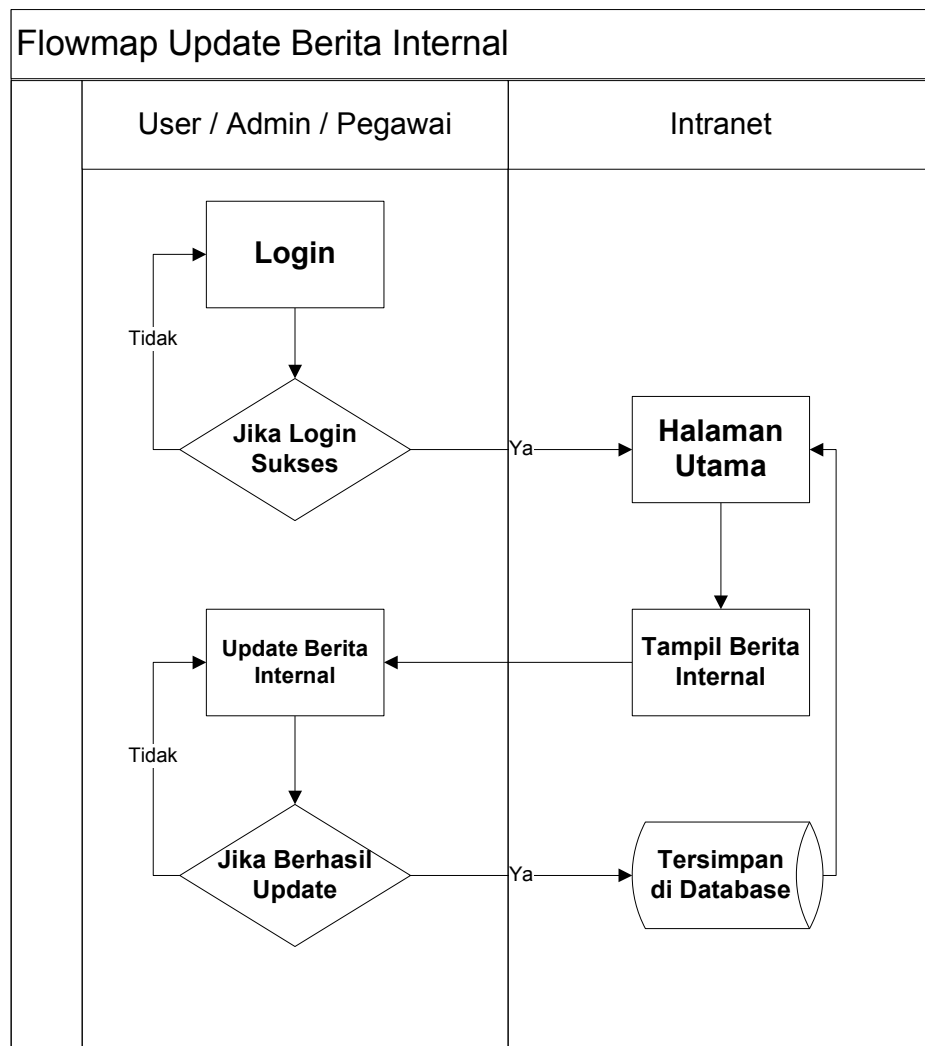 Flowmap Update Berita Internal
User / Admin / Pegawai
Intranet
Login
Tidak
Jika Login
Sukses
Ya
Halaman
Utama
Update Berita
Internal
Tampil Berita
Internal
Tidak
Jika Berhasil
Update
Ya
Tersimpan
di Database